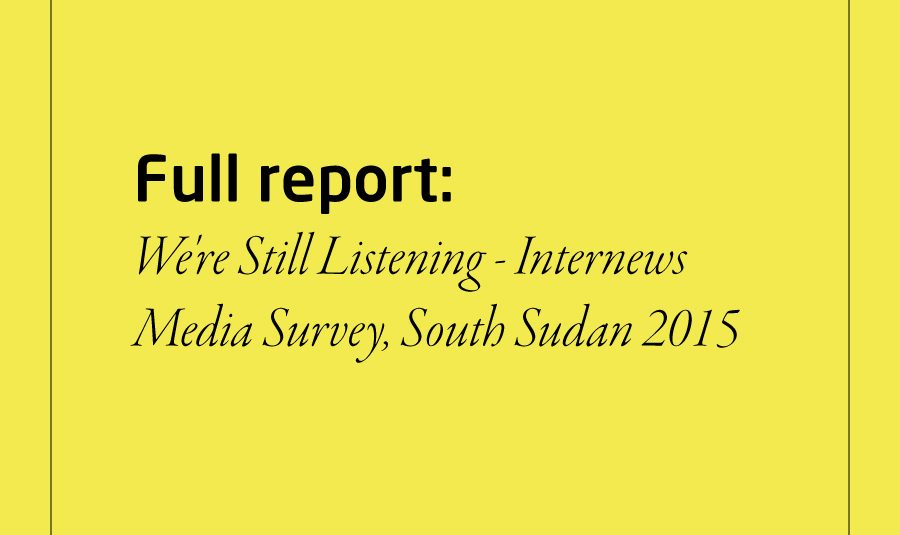 Full report:
We're Still Listening - Internews
Media Survey, South Sudan 2015